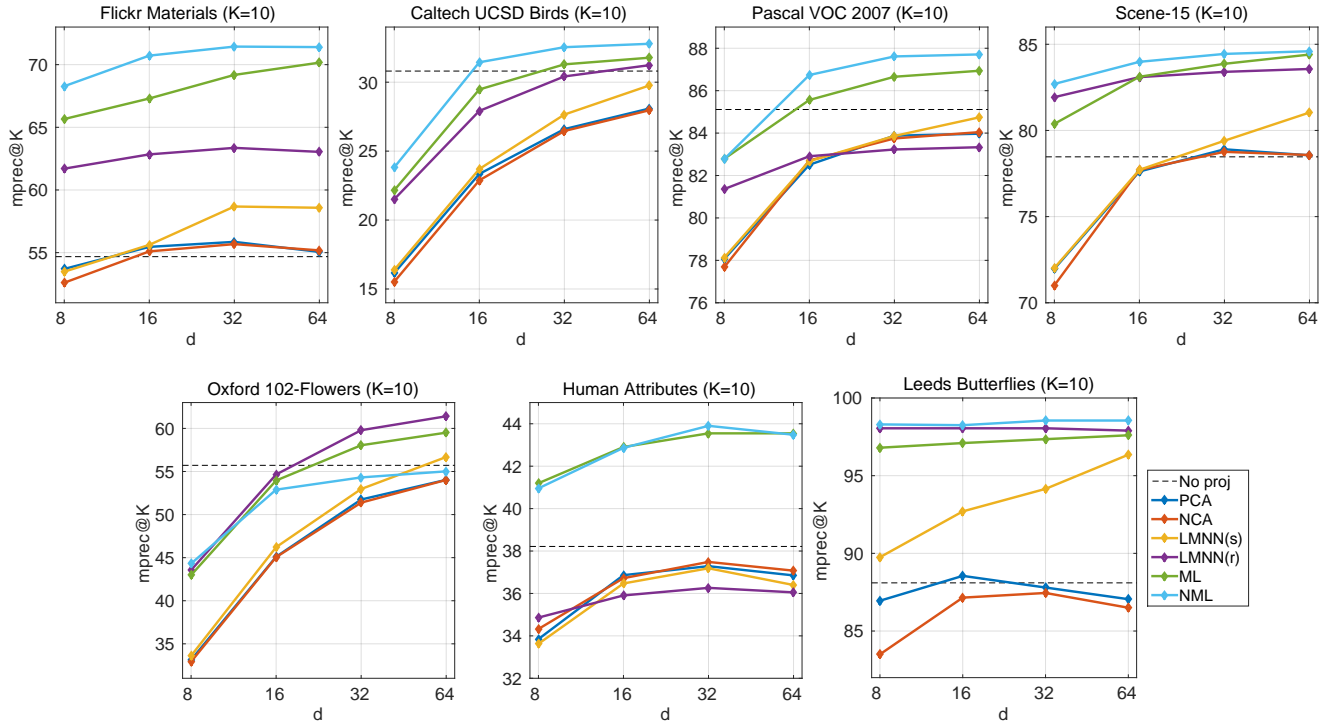 Flickr Materials (K=10)
mprec@K
70
65
60
55
8
16
32
64
d
Caltech UCSD Birds (K=10)
mprec@K
30
25
20
15
8
16
32
64
d
Pascal VOC 2007 (K=10)
mprec@K
88
86
84
82
80
78
76
8
16
32
64
d
Scene-15 (K=10)
mprec@K
85
80
75
70
8
16
32
64
d
Oxford 102-Flowers (K=10)
mprec@K
60
55
50
45
40
35
8
16
32
64
d
Human Attributes (K=10)
mprec@K
44
42
40
38
36
34
32
8
16
32
64
d
Leeds Butterflies (K=10)
mprec@K
100
95
90
85
8
16
32
64
d
No proj
PCA
NCA
LMNN(s)
LMNN(r)
ML
NML